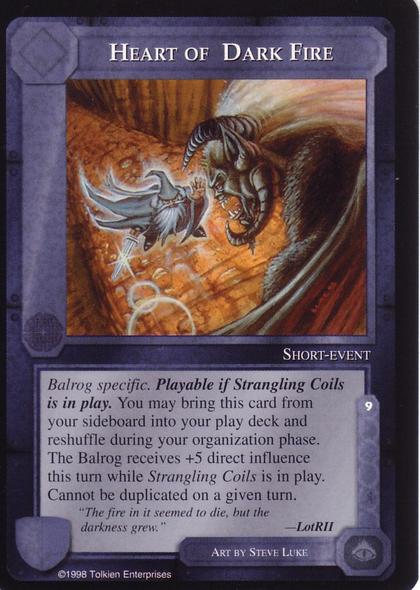 HEART OF DARK FIRE
SHORT-EVENT
Balrog specific. Playable if Strangling Coils
is in play. You may bring this card from
your sideboard into your play deck and
reshuffle during your organization phase.
The Balrog receives +5 direct influence
this turn while Strangling Coils is in play.
Cannot be duplicated on a given turn.
9
"The fire in it seemed to die, but the
darkness grew." —LotRII
ART BY STEVE LUKE
©1998 Tolkien Enterprises